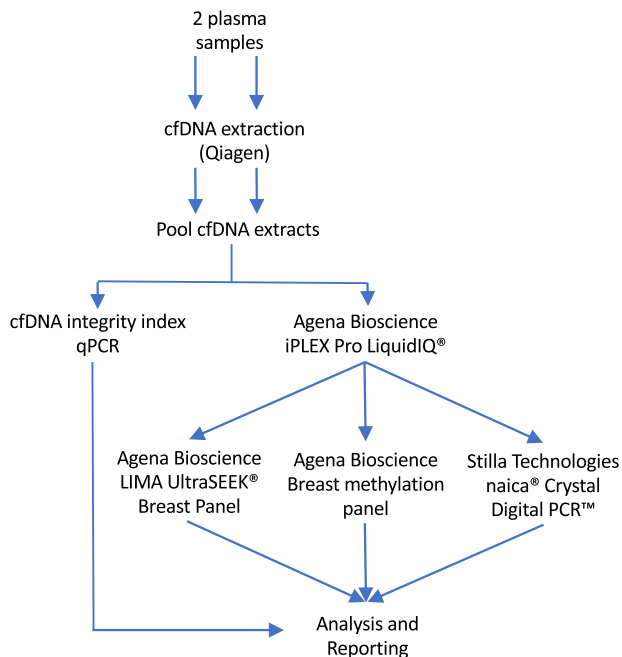 2 plasma
samples
cfDNA extraction
(Qiagen)
Pool cfDNA extracts
cfDNA integrity index
qPCR
Agena Bioscience
iPLEX Pro LiquidIQ®
Agena Bioscience
LIMA UltraSEEK®
Breast Panel
Agena Bioscience
Breast methylation
panel
Stilla Technologies
naica® Crystal
Digital PCR™
Analysis and
Reporting